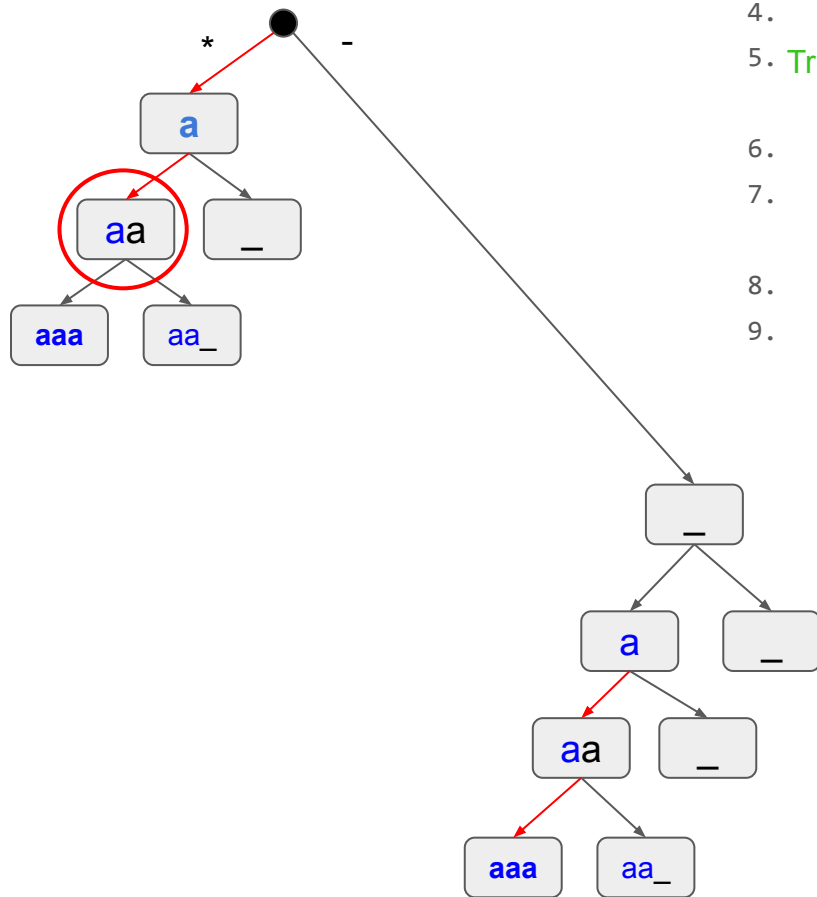 4.
* -
5. Tr
a
6.
7.
aa _
8.
aaa aa_
9.
_
a _
aa _
aaa aa_